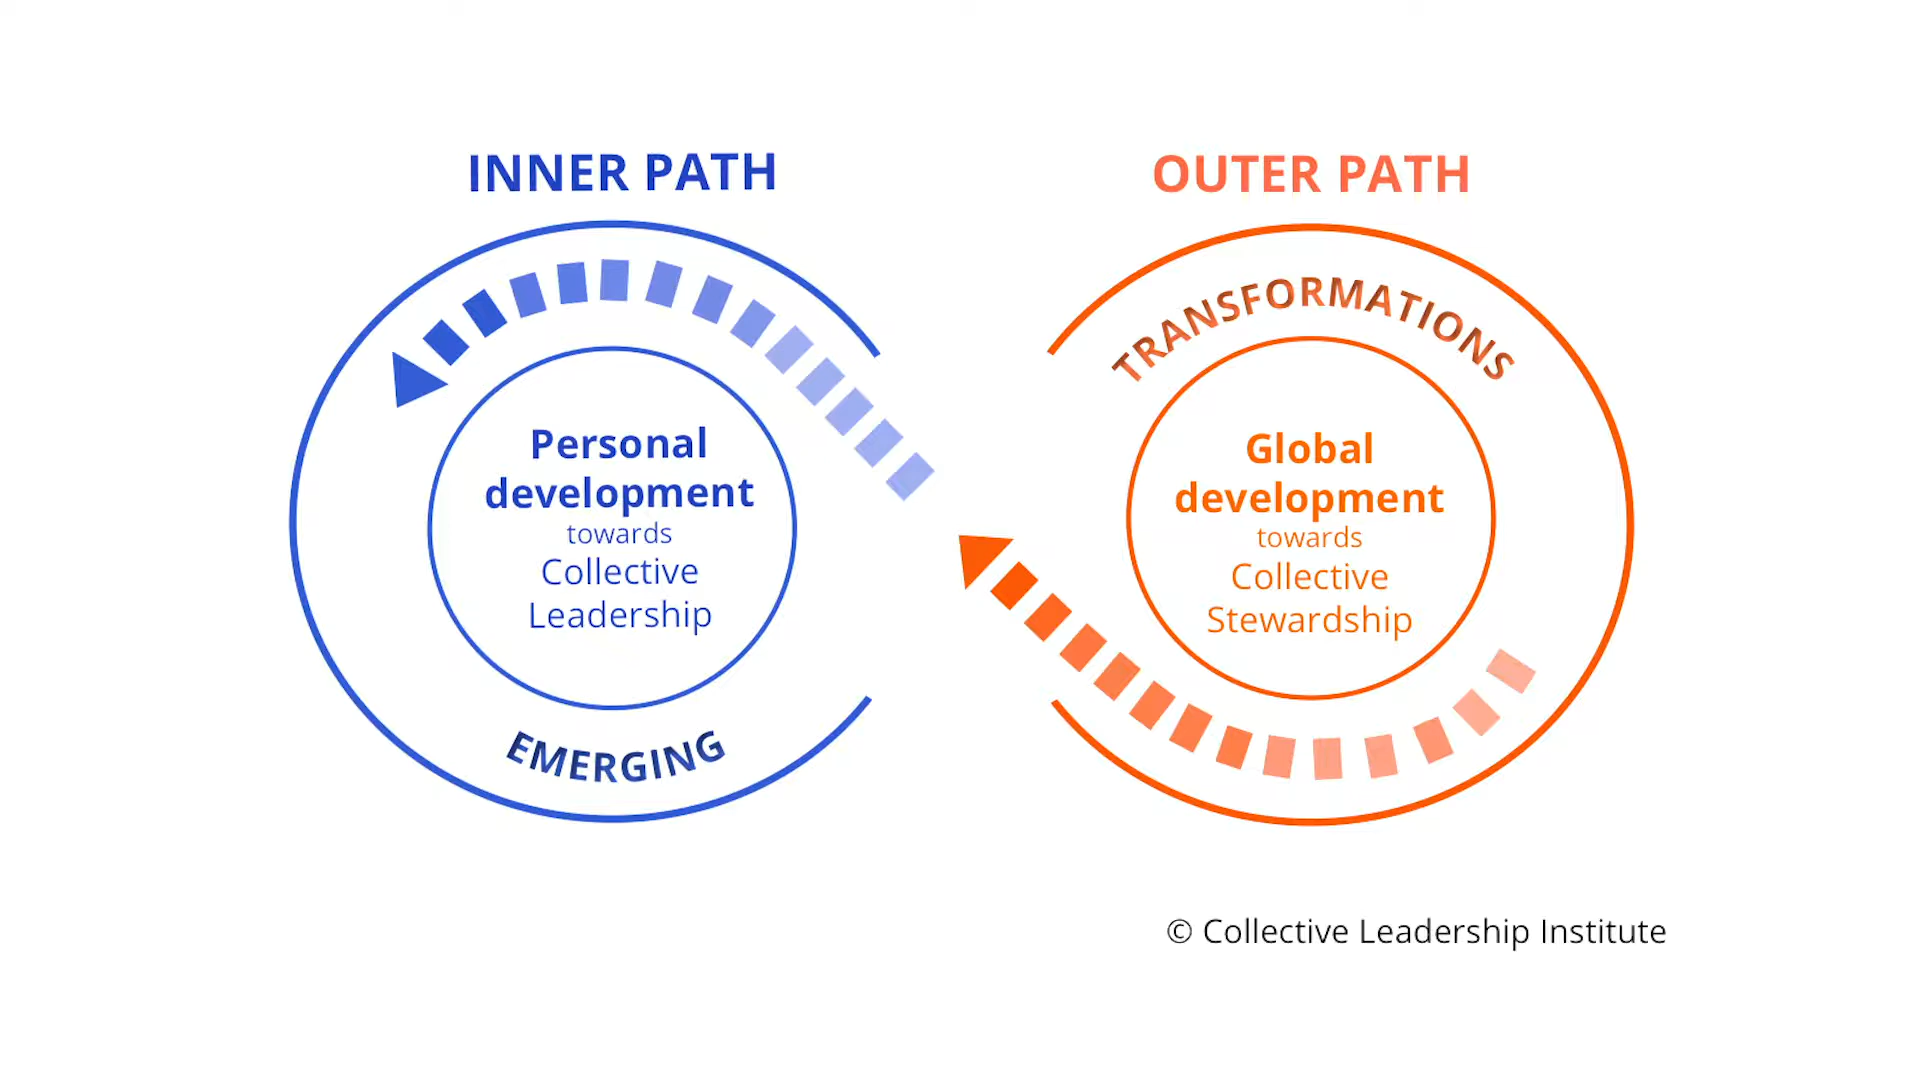 INNER PATH
Personal
development
towards
Collective
Leadership
EMERGING
OUTER PATH
TRANSFORMATIONS
Global
development
towards
Collective
Stewardship
© Collective Leadership Institute